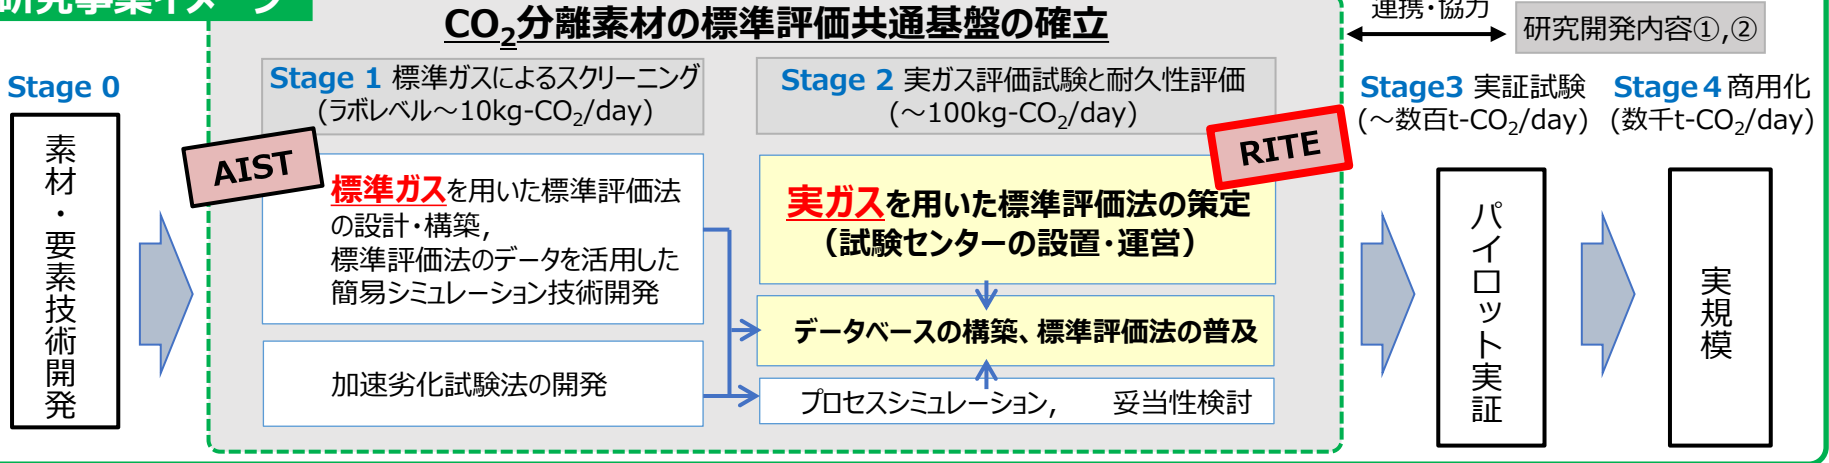 研究事業イメージ
CO2分離素材の標準評価共通基盤の確立
連携・協力
研究開発内容①,②
Stage 0
素材・要素技術開発
Stage 1 標準ガスによるスクリーニング
(ラボレベル～10kg-CO2/day)
AIST
標準ガスを用いた標準評価法
の設計・構築,
標準評価法のデータを活用した
簡易シミュレーション技術開発
加速劣化試験法の開発
Stage 2 実ガス評価試験と耐久性評価
(～100kg-CO2/day)
RITE
実ガスを用いた標準評価法の策定
（試験センターの設置・運営）
データベースの構築、標準評価法の普及
プロセスシミュレーション, 妥当性検討
Stage3 実証試験
(～数百t-CO2/day)
パイロット実証
Stage４商用化
(数千t-CO2/day)
実規模